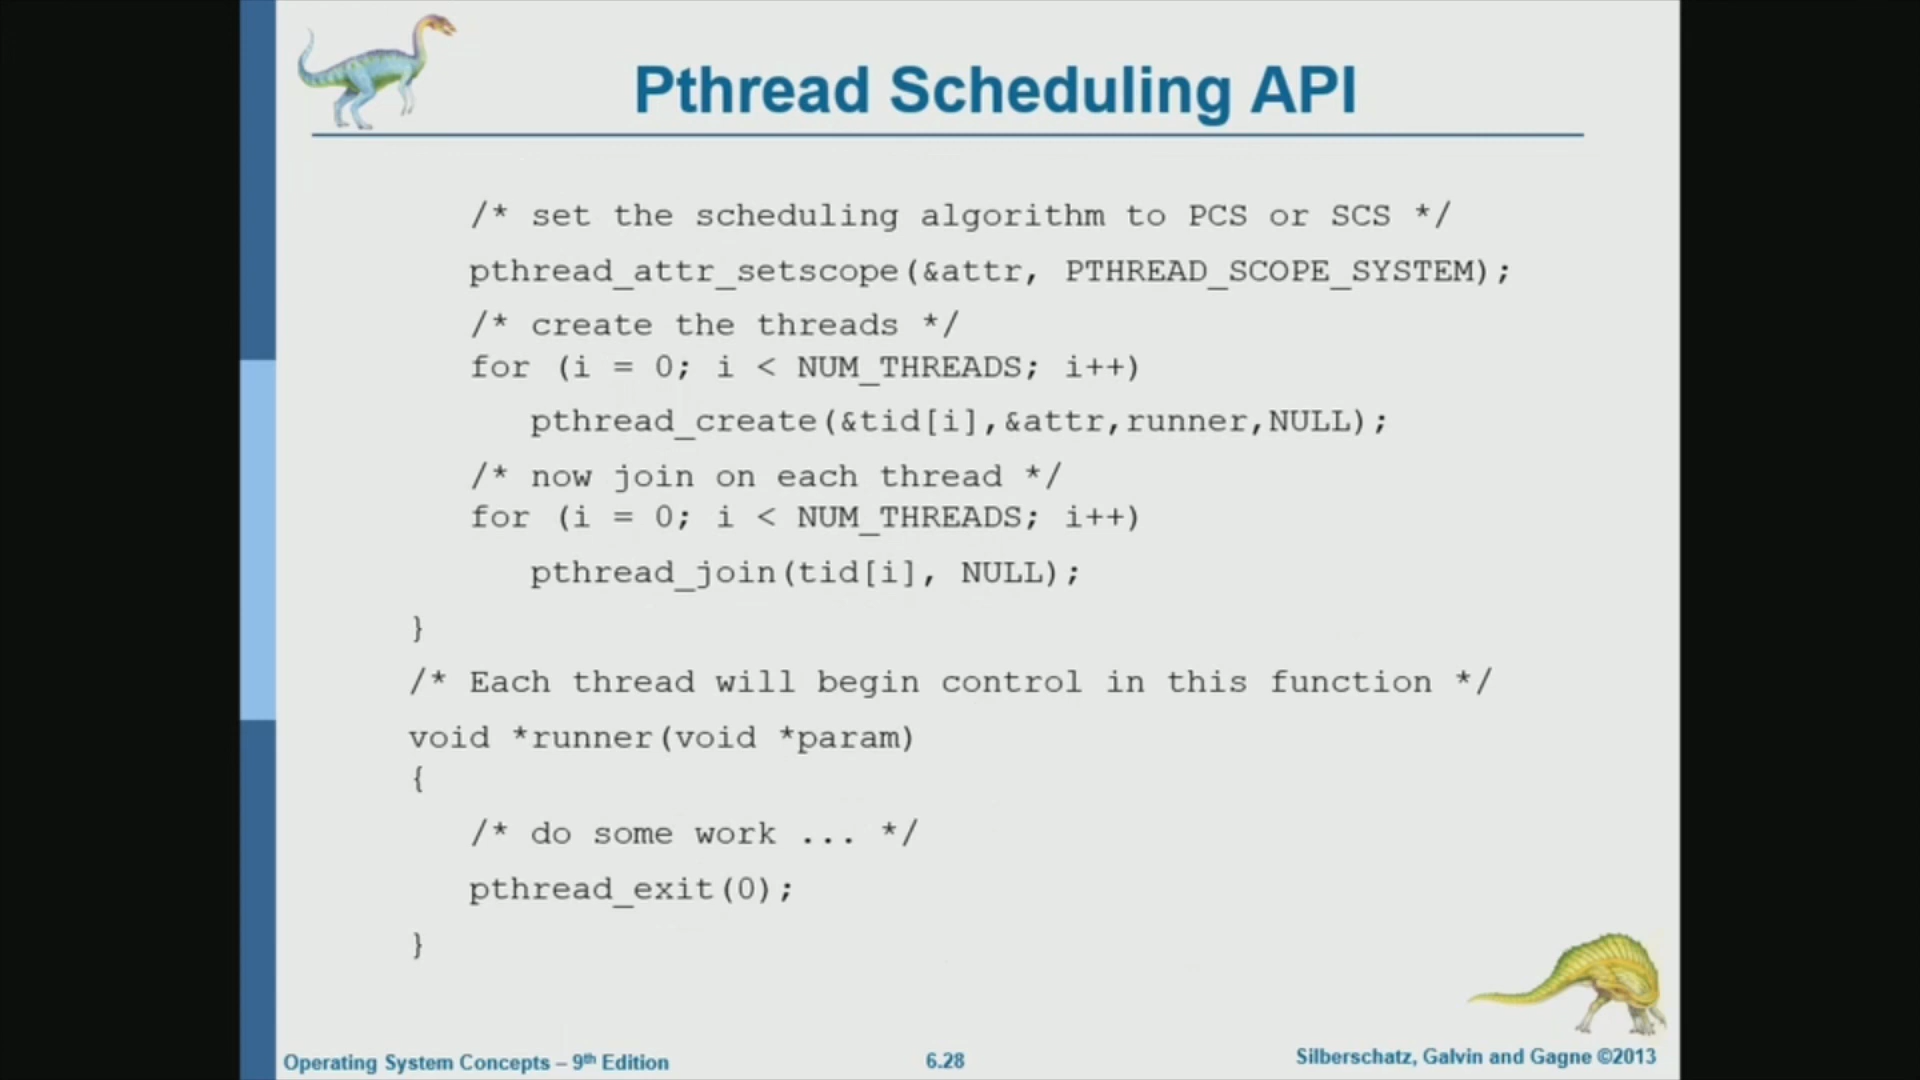 Pthread Scheduling API
/* set the scheduling algorithm to PCS or SCS */
pthread_attr_setscope(&attr, PTHREAD_SCOPE_SYSTEM);
/* create the threads */
for (i = 0; i < NUM_THREADS; i++)
pthread_create(&tid[i],&attr,runner,NULL);
/* now join on each thread */
for (i = 0; i < NUM_THREADS; i++)
pthread_join(tid[i], NULL);
}
/* Each thread will begin control in this function */
void *runner(void *param)
{
/* do some work ... */
pthread_exit(0);
}
Operating System Concepts – 9th Edition
6.28
Silberschatz, Galvin and Gagne ©2013